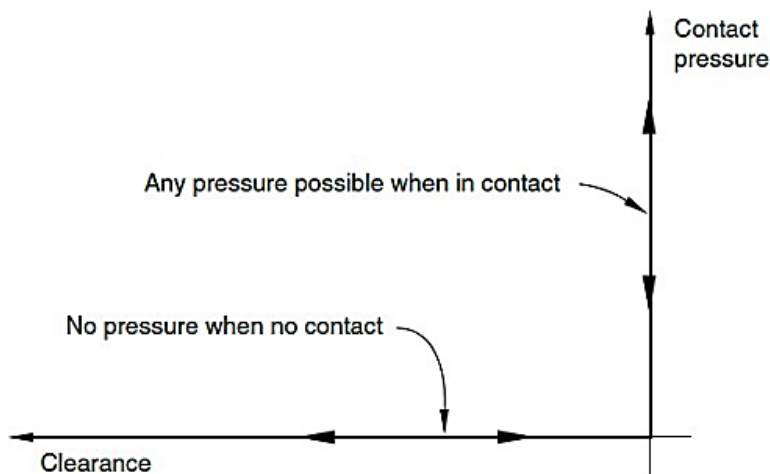 Contact
pressure
Any pressure possible when in contact
No pressure when no contact
Clearance